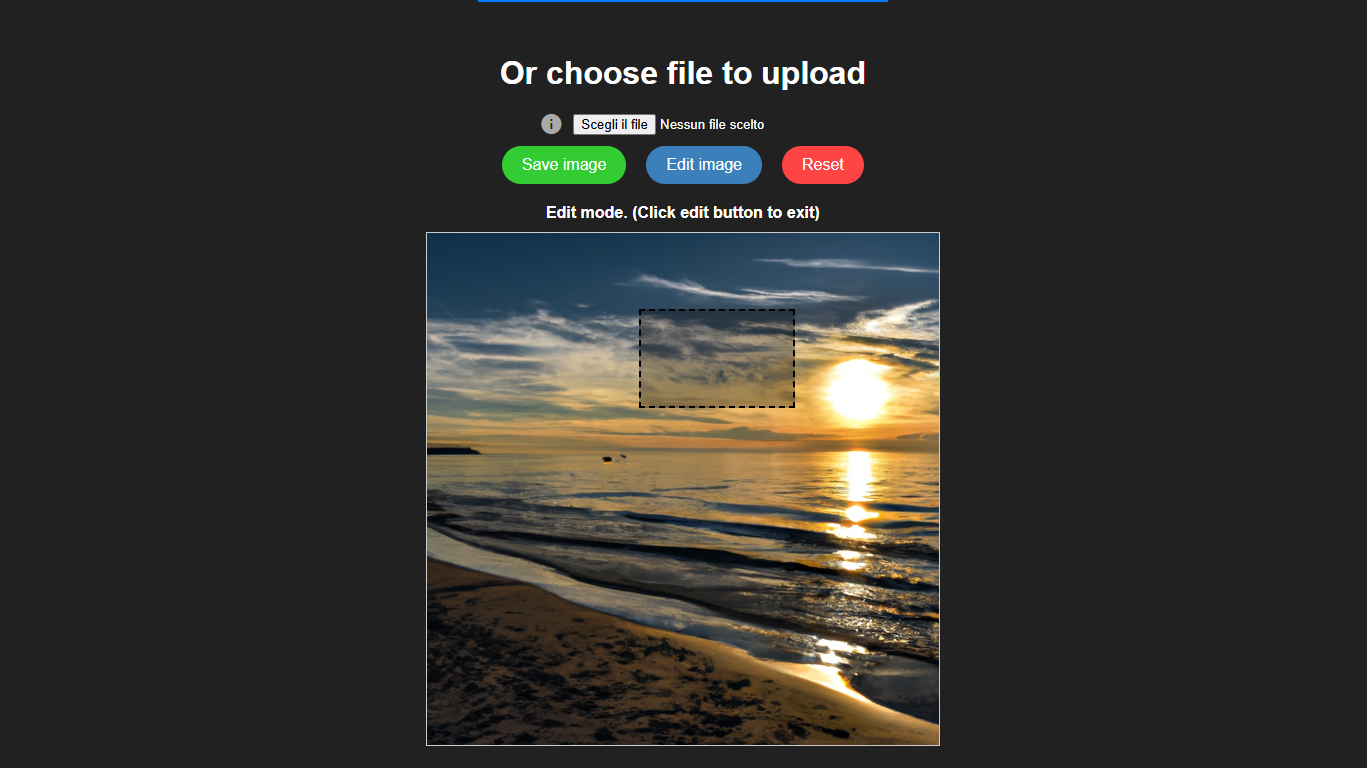 Or choose file to upload
Scegli il file Nessun file scelto
Save image Edit image Reset
Edit mode. (Click edit button to exit)